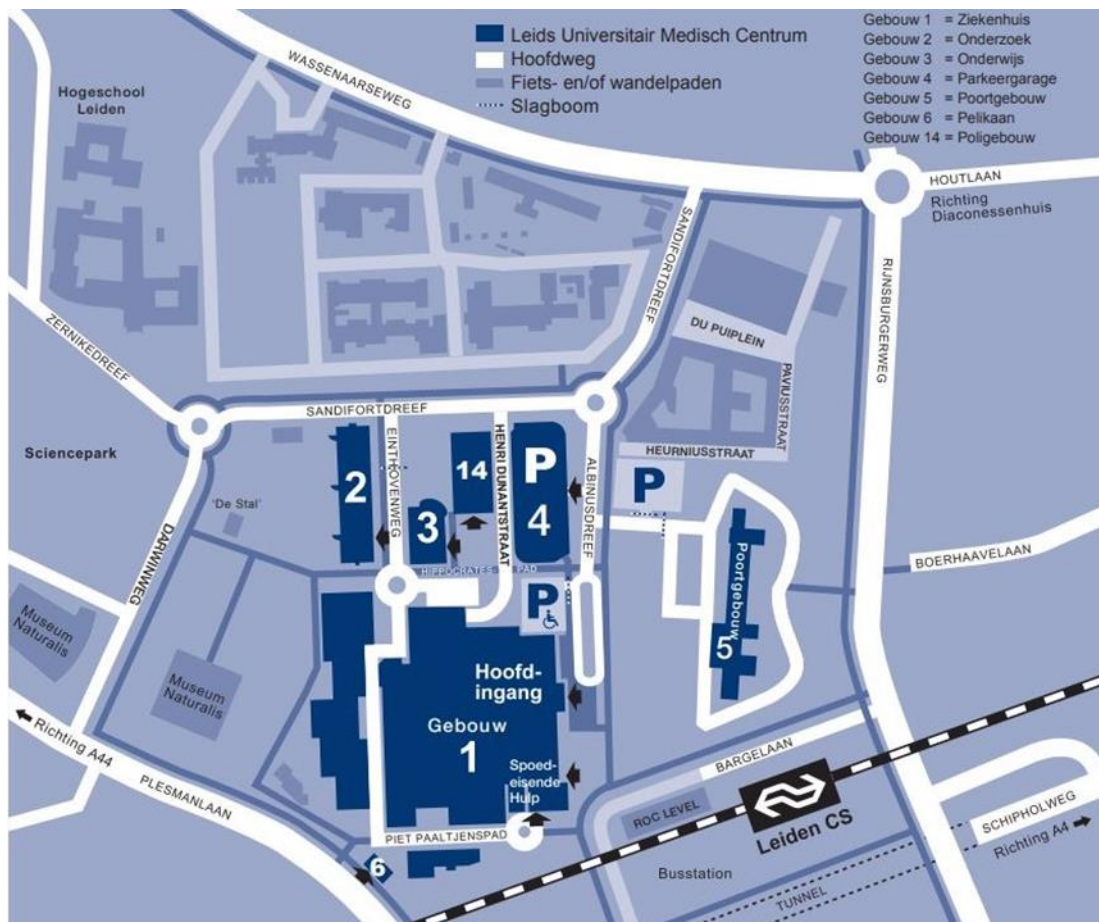 Leids Universitair Medisch Centrum
Hoofdweg
Fiets- en/of wandelpaden
Slagboom
Gebouw 1 = Ziekenhuis
Gebouw 2 = Onderzoek
Gebouw 3 = Onderwijs
Gebouw 4 = Parkeergarage
Gebouw 5 = Poortgebouw
Gebouw 6 = Pelikaan
Gebouw 14 = Poligebouw
WASSENAARSEWEG
Hogeschool
Leiden
HOUTLAAN
Richting
Diaconessenhuis
SANDIFORTDREEF
RIJNSBURGERWEG
DU PUIPLEIN
PAVIUSSTRAAT
ZERNIKEDREEF
SANDIFORTDREEF
HEURNIUSSTRAAT
Sciencepark
EINTHOVENWEG
HENRI DUNANTSTRAAT
ALBINUSDREEF
P
P
2
14
3
4
'De Stal'
DARWINWEG
HIPPOCRATES PAD
BOERHAAVELAAN
Poortgebouw
5
P
Museum
Naturalis
Museum
Naturalis
Hoofd-
ingang
Gebouw
1
Spoed-
eisende
Hulp
Richting A44
PLESMANLAAN
BARGELAAN
ROC LEVEL
Leiden CS
SCHIPHOLWEG
Richting A4
PIET PAALTJENSPAD
6
Busstation
TUNNEL